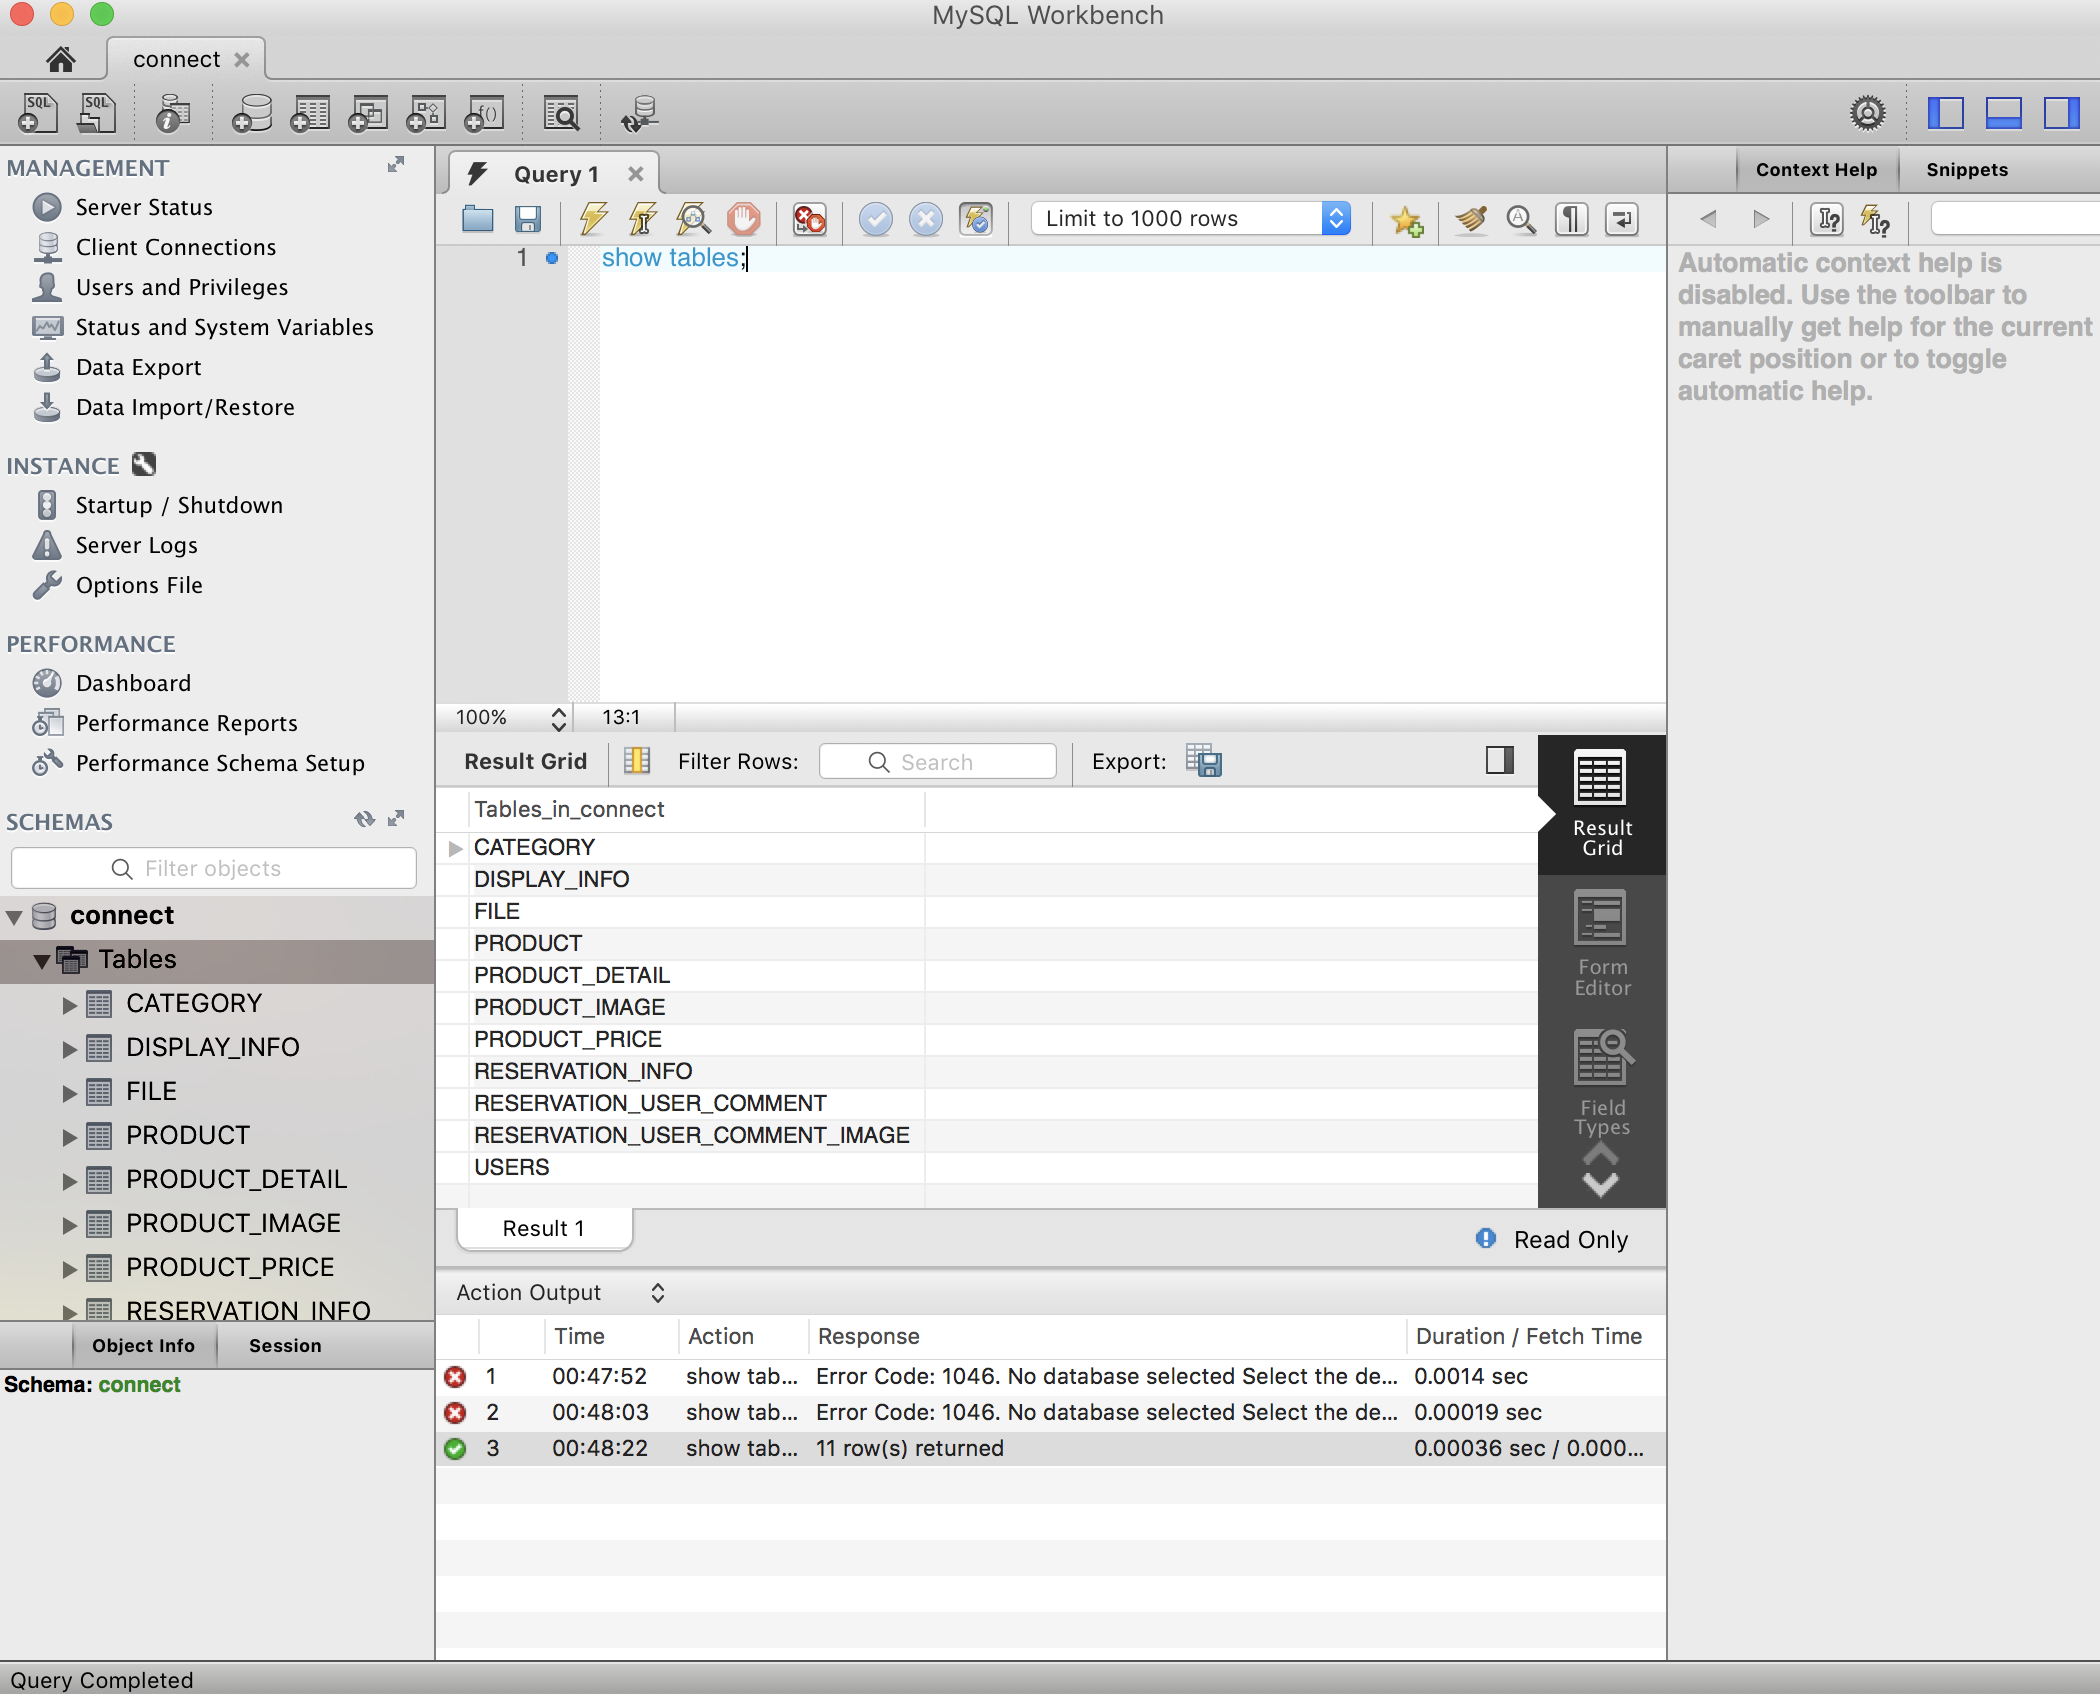 MySQL Workbench
connect
MANAGEMENT
Server Status
Client Connections
Users and Privileges
Status and System Variables
Data Export
Data Import/Restore
INSTANCE
Startup / Shutdown
Server Logs
Options File
PERFORMANCE
Dashboard
Performance Reports
Performance Schema Setup
SCHEMAS
Filter objects
connect
Tables
CATEGORY
DISPLAY_INFO
FILE
PRODUCT
PRODUCT_DETAIL
PRODUCT_IMAGE
PRODUCT_PRICE
RESERVATION_INFO
Object Info Session
Schema: connect
Query 1
Limit to 1000 rows
1 show tables;
100% 13:1
Result Grid Filter Rows: Search Export:
Tables_in_connect
CATEGORY
DISPLAY_INFO
FILE
PRODUCT
PRODUCT_DETAIL
PRODUCT_IMAGE
PRODUCT_PRICE
RESERVATION_INFO
RESERVATION_USER_COMMENT
RESERVATION_USER_COMMENT_IMAGE
USERS
Result
Grid
Form
Editor
Field
Types
Result 1 Read Only
Action Output
Time Action Response Duration / Fetch Time
1 00:47:52 show tab... Error Code: 1046. No database selected Select the de... 0.0014 sec
2 00:48:03 show tab... Error Code: 1046. No database selected Select the de... 0.00019 sec
3 00:48:22 show tab... 11 row(s) returned 0.00036 sec / 0.000...
Context Help Snippets
Automatic context help is
disabled. Use the toolbar to
manually get help for the current
caret position or to toggle
automatic help.
Query Completed